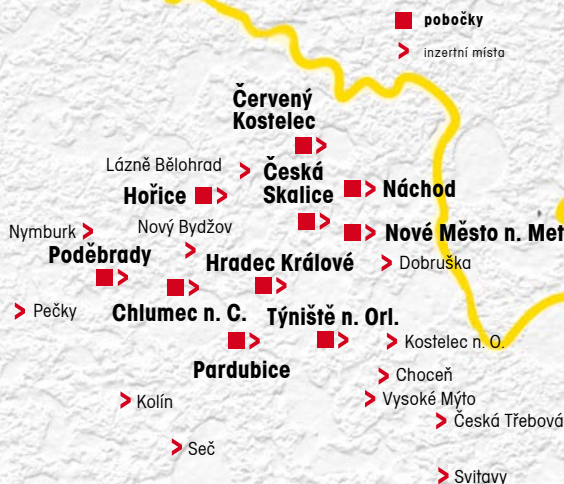 pobočky
inzertní místa
Červený
Kostelec
Lázně Bělohrad
Česká
Skalice
Hořice
Náchod
Nymburk
Nový Bydžov
Nové Město n. Met
Poděbrady
Hradec Králové
Dobruška
Pečky
Chlumec n. C.
Týniště n. Orl.
Kostelec n. O.
Pardubice
Choceň
Vysoké Mýto
Kolín
Česká Třebová
Seč
Svitavy